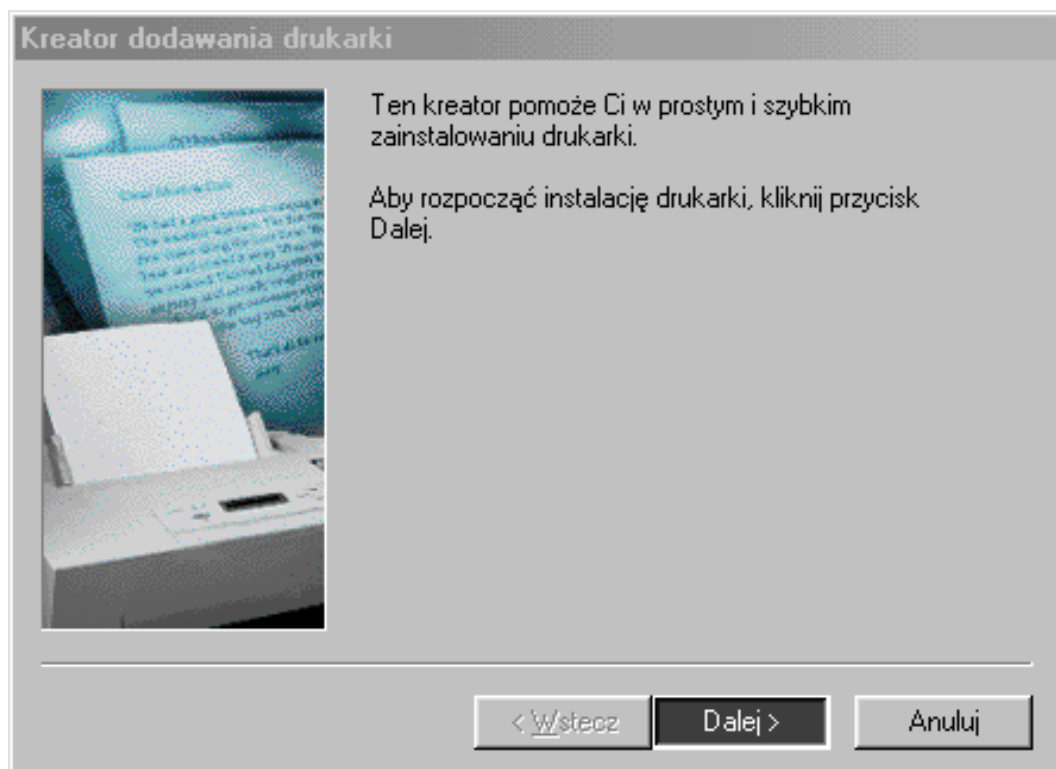 Kreator dodawania drukarki
Ten kreator pomoże Ci w prostym i szybkim
zainstalowaniu drukarki.
Aby rozpocząć instalację drukarki, kliknij przycisk
Dalej.
< Wstecz
Dalej >
Anuluj